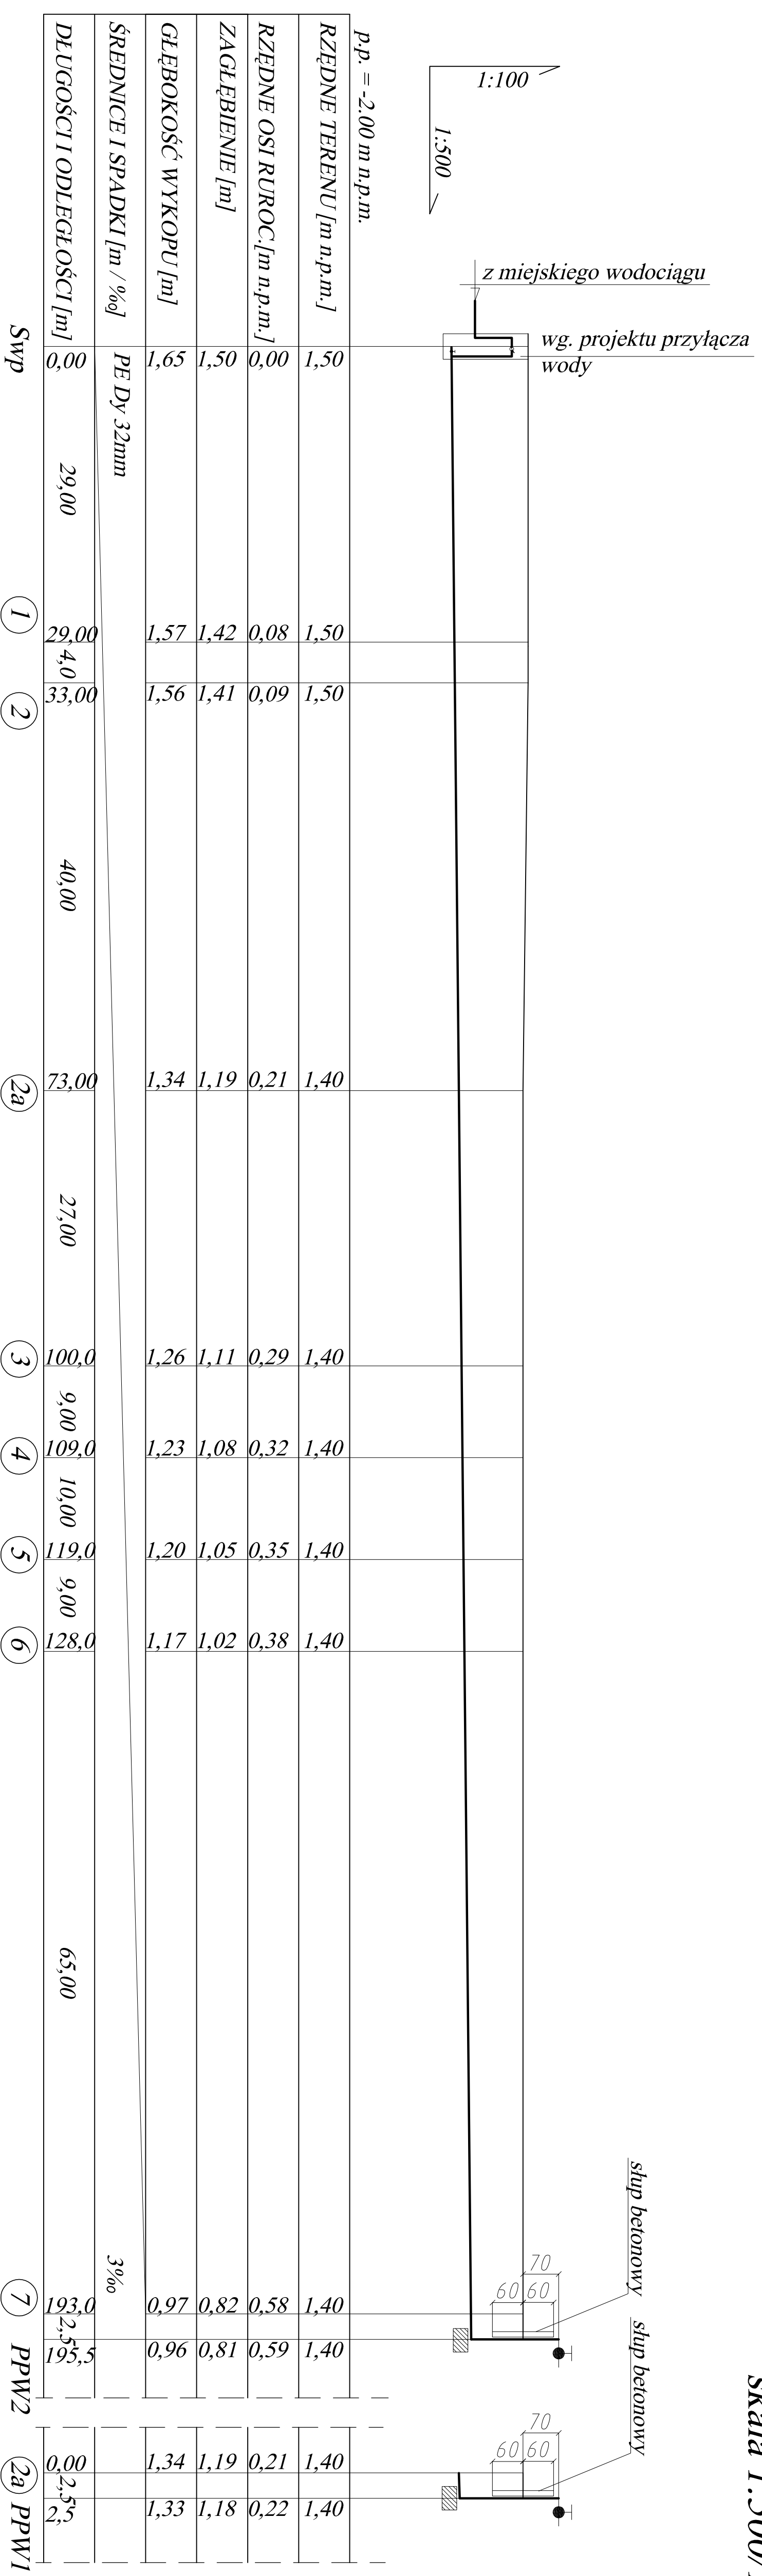 skala 1:500/1
1:100
1:500
z miejskiego wodociągu
wg. projektu przyłącza
wody
słup betonowy
70
60 60
słup betonowy
70
60 60
p.p. = -2.00 m n.p.m.
RZĘDNE TERENU [m n.p.m.] 1,50 1,50 1,50 1,40 1,40 1,40 1,40 1,40 1,40 1,40 1,40 1,40
RZĘDNE OSI RUROC.[m n.p.m.] 0,00 0,08 0,09 0,21 0,29 0,32 0,35 0,38 0,58 0,59 0,21 0,22
ZAGŁĘBIENIE [m] 1,50 1,42 1,41 1,19 1,11 1,08 1,05 1,02 0,82 0,81 1,19 1,18
GŁĘBOKOŚĆ WYKOPU [m] 1,65 1,57 1,56 1,34 1,26 1,23 1,20 1,17 0,97 0,96 1,34 1,33
ŚREDNICE I SPADKI [m / ‰] PE Dy 32mm 3‰
DŁUGOŚCI I ODLEGŁOŚCI [m] 0,00 29,00 29,00 4,0 33,00 40,00 73,00 27,00 100,0 9,00 109,0 10,00 119,0 9,00 128,0 65,00 193,0 2,5 195,5 0,00 2,5 2,5
Swp 1 2 2a 3 4 5 6 7 PPW2 2a PPW1